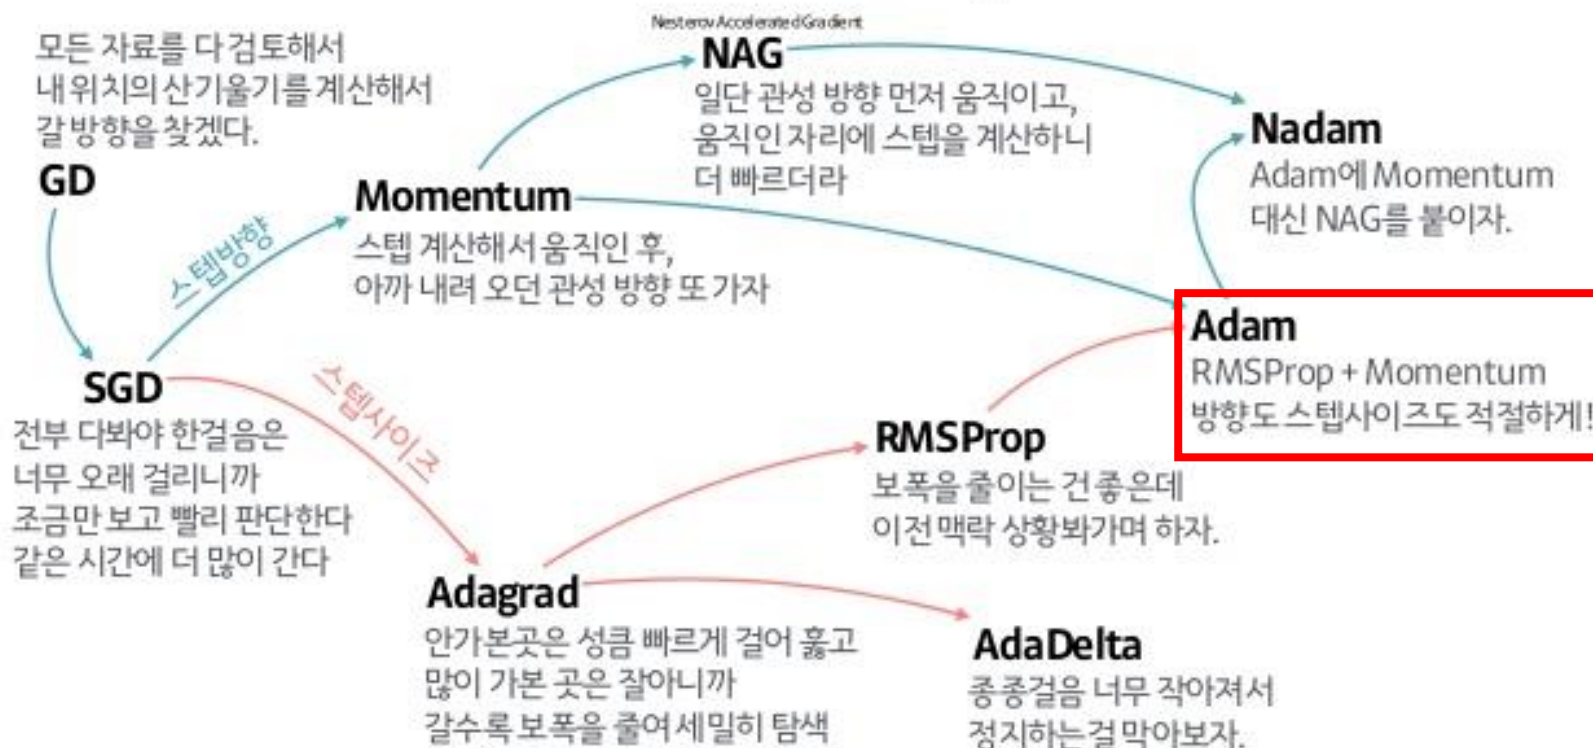 모든 자료를 다 검토해서
내 위치의 산기울기를 계산해서
갈 방향을 찾겠다.
GD
Nesterov Accelerated Gradient
NAG
일단 관성 방향 먼저 움직이고,
움직인 자리에 스텝을 계산하니
더 빠르더라
Nadam
Adam에 Momentum
대신 NAG를 붙이자.
스텝방향
Momentum
스텝 계산해서 움직인 후,
아까 내려 오던 관성 방향 또 가자
Adam
RMSProp + Momentum
방향도 스텝사이즈도 적절하게!
SGD
전부 다봐야 한걸음은
너무 오래 걸리니까
조금만 보고 빨리 판단한다
같은 시간에 더 많이 간다
스텝사이즈
RMSProp
보폭을 줄이는 건 좋은데
이전 맥락 상황봐가며 하자.
Adagrad
안가본곳은 성큼 빠르게 걸어 훑고
많이 가본 곳은 잘아니까
갈수록 보폭을 줄여 세밀히 탐색
AdaDelta
종종걸음 너무 작아져서
정지하는걸 막아보자.